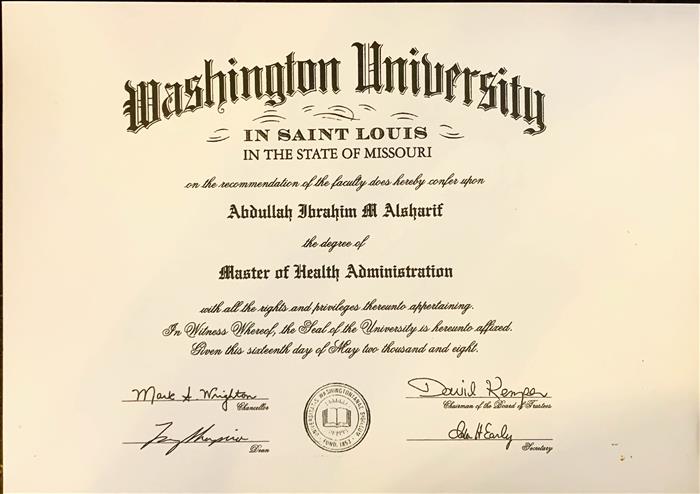 Washington University
IN SAINT LOUIS
IN THE STATE OF MISSOURI
on the recommendation of the faculty does hereby confer upon
Abdullah Ibrahim M Alsharif
the degree of
Master of Health Administration
with all the rights and privileges thereunto appertaining.
In Witness Whereof, the Seal of the University is hereunto affixed.
Given this sixteenth day of May two thousand and eight.
Mark S. Wrighton
Chancellor
David Kemper
Chairman of the Board of Trustees
Dean
Ida H Early
Secretary
FOUND. 1853